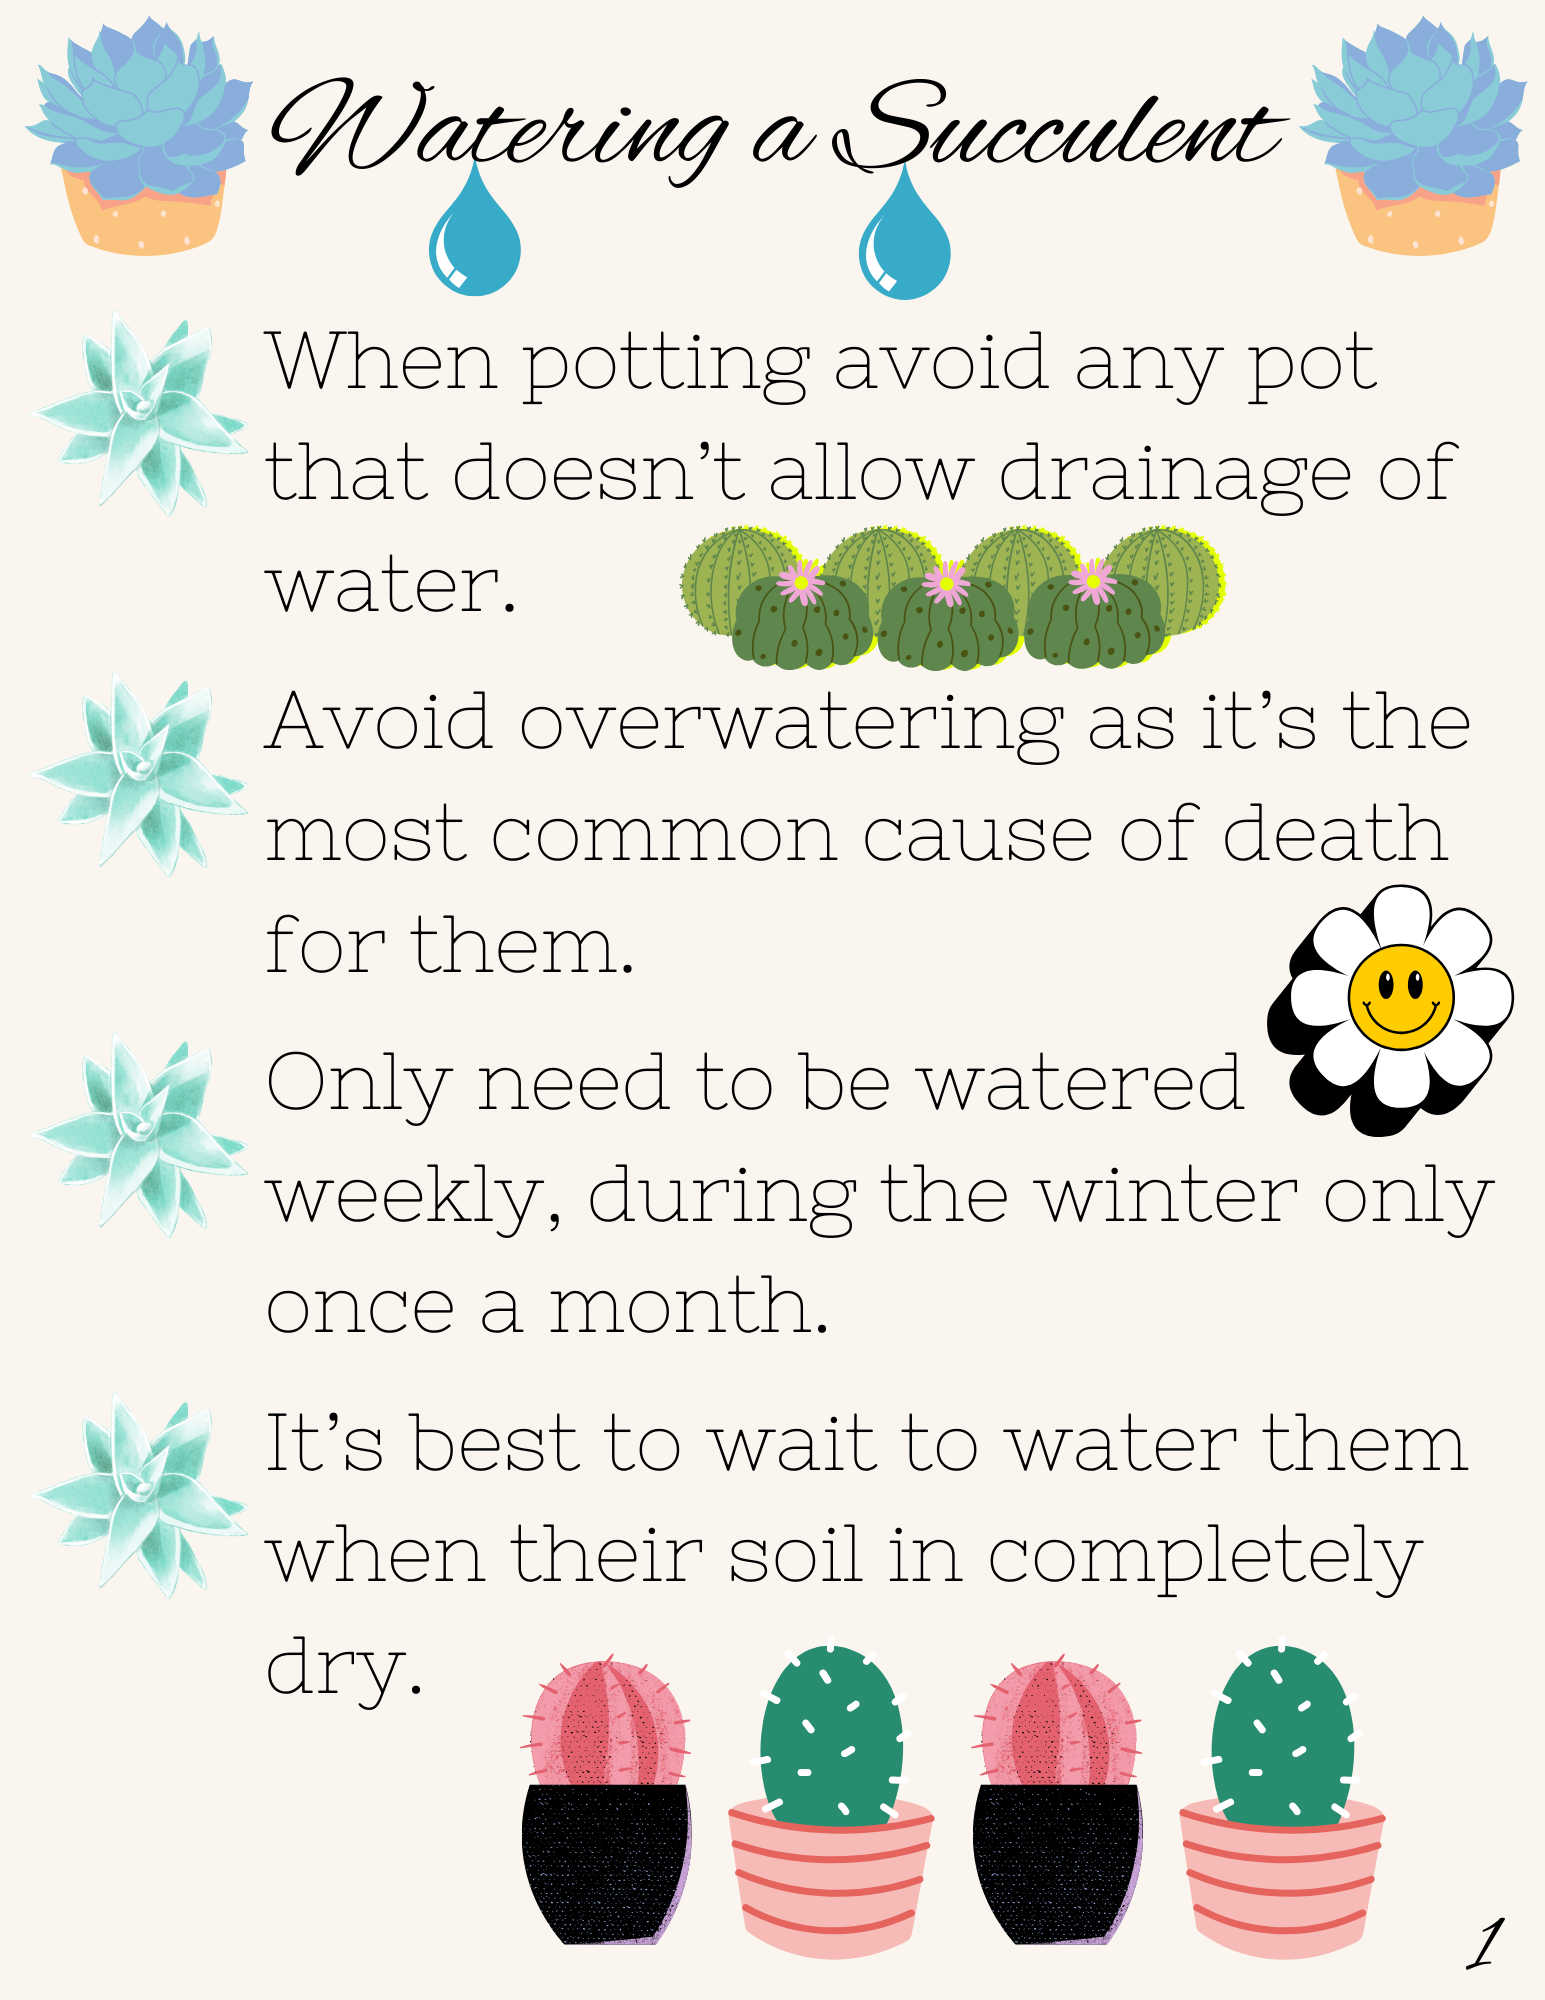 Watering a Succulent
When potting avoid any pot
that doesn’t allow drainage of
water.
Avoid overwatering as it’s the
most common cause of death
for them.
Only need to be watered
weekly, during the winter only
once a month.
It’s best to wait to water them
when their soil in completely
dry.
1